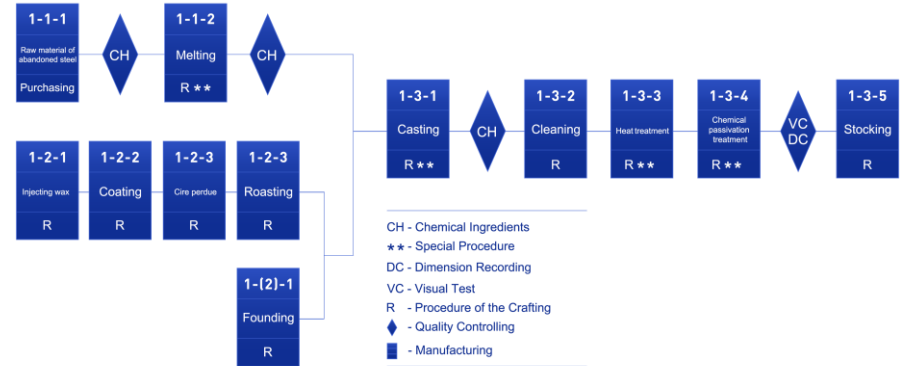 1-1-1
Raw material of
abandoned steel
Purchasing
CH
1-1-2
Melting
R **
CH
1-2-1
Injecting wax
R
1-2-2
Coating
R
1-2-3
Cire perdue
R
1-2-3
Roasting
R
1-(2)-1
Founding
R
1-3-1
Casting
R **
CH
1-3-2
Cleaning
R
1-3-3
Heat treatment
R **
1-3-4
Chemical
passivation
treatment
R **
VC
DC
1-3-5
Stocking
R
CH - Chemical Ingredients
** - Special Procedure
DC - Dimension Recording
VC - Visual Test
R - Procedure of the Crafting
- Quality Controlling
- Manufacturing